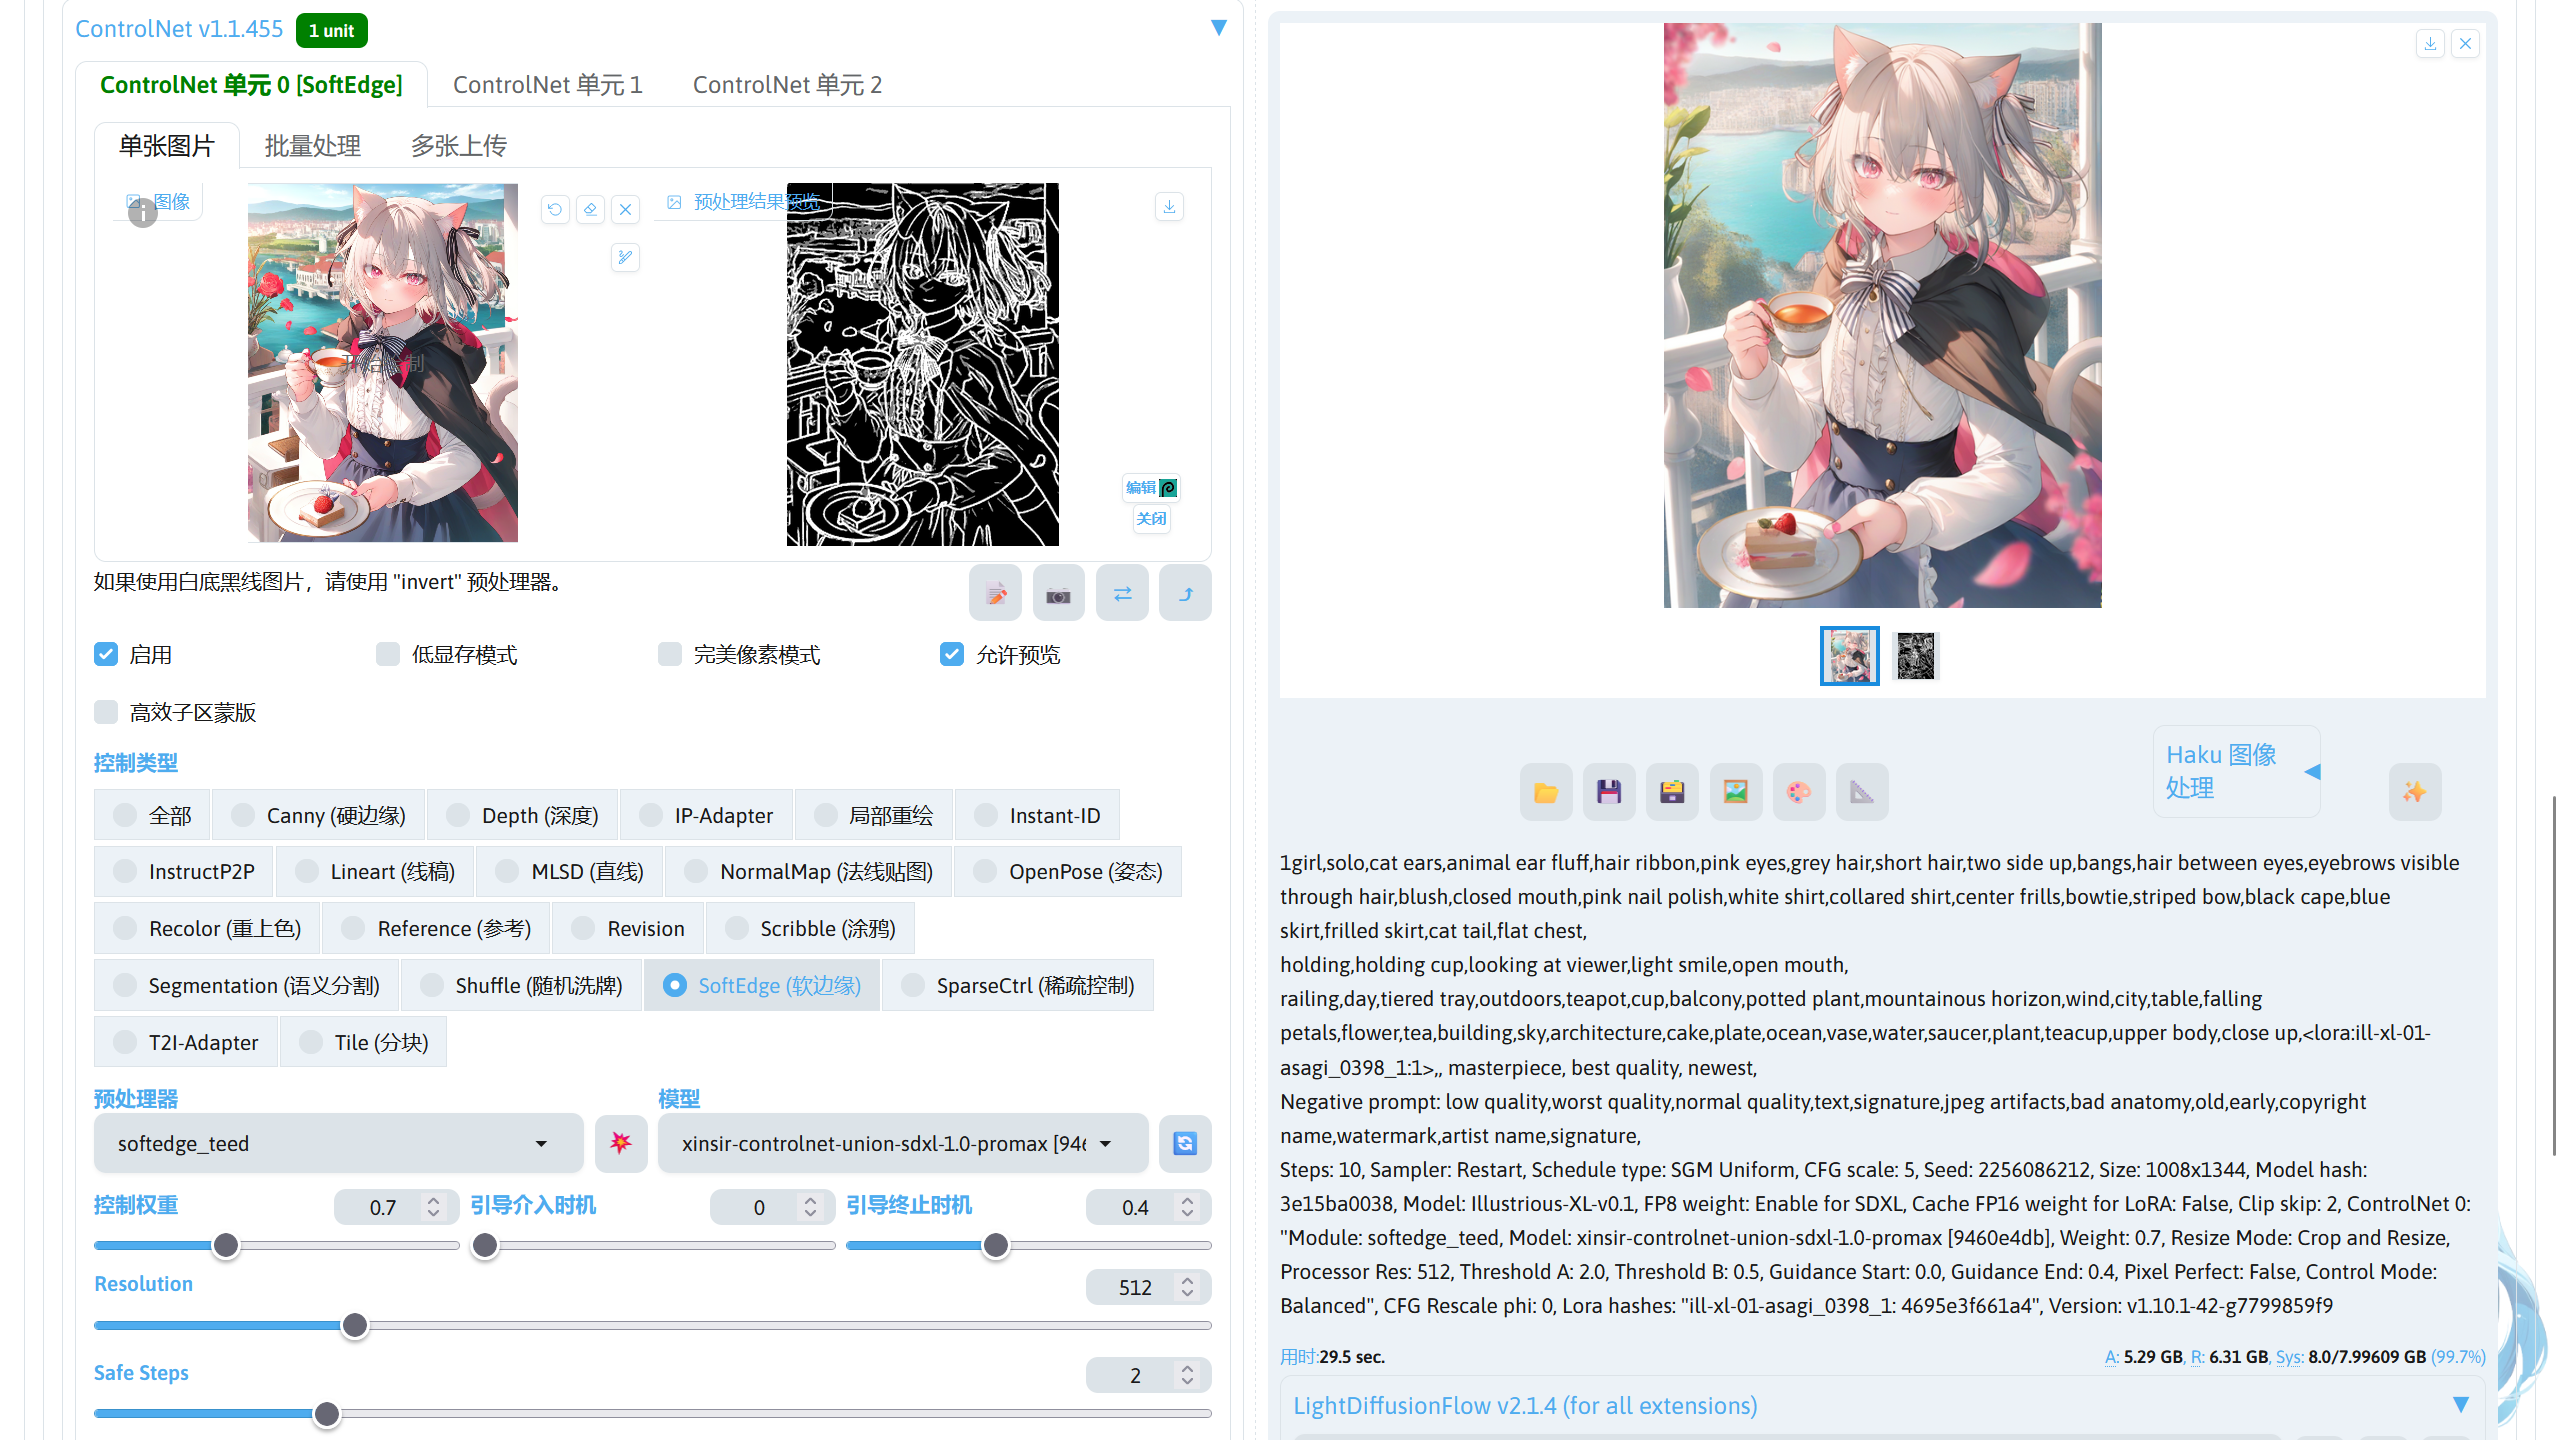 ControlNet v1.1.455 1 unit
ControlNet 单元 0 [SoftEdge] ControlNet 单元 1 ControlNet 单元 2
单张图片 批量处理 多张上传
图像 预处理结果预览
编辑
关闭
如果使用白底黑线图片，请使用 "invert" 预处理器。
启用 低显存模式 完美像素模式 允许预览
高效子区蒙版
控制类型
全部 Canny (硬边缘) Depth (深度) IP-Adapter 局部重绘 Instant-ID
InstructP2P Lineart (线稿) MLSD (直线) NormalMap (法线贴图) OpenPose (姿态)
Recolor (重上色) Reference (参考) Revision Scribble (涂鸦)
Segmentation (语义分割) Shuffle (随机洗牌) SoftEdge (软边缘) SparseCtrl (稀疏控制)
T2I-Adapter Tile (分块)
预处理器 模型
softedge_teed xinsir-controlnet-union-sdxl-1.0-promax [946
控制权重 0.7 引导介入时机 0 引导终止时机 0.4
Resolution 512
Safe Steps 2
Haku 图像
处理
1girl,solo,cat ears,animal ear fluff,hair ribbon,pink eyes,grey hair,short hair,two side up,bangs,hair between eyes,eyebrows visible
through hair,blush,closed mouth,pink nail polish,white shirt,collared shirt,center frills,bowtie,striped bow,black cape,blue
skirt,frilled skirt,cat tail,flat chest,
holding,holding cup,looking at viewer,light smile,open mouth,
railing,day,tiered tray,outdoors,teapot,cup,balcony,potted plant,mountainous horizon,wind,city,table,falling
petals,flower,tea,building,sky,architecture,cake,plate,ocean,vase,water,saucer,plant,teacup,upper body,close up,<lora:ill-xl-01-
asagi_0398_1:1>,, masterpiece, best quality, newest,
Negative prompt: low quality,worst quality,normal quality,text,signature,jpeg artifacts,bad anatomy,old,early,copyright
name,watermark,artist name,signature,
Steps: 10, Sampler: Restart, Schedule type: SGM Uniform, CFG scale: 5, Seed: 2256086212, Size: 1008x1344, Model hash:
3e15ba0038, Model: Illustrious-XL-v0.1, FP8 weight: Enable for SDXL, Cache FP16 weight for LoRA: False, Clip skip: 2, ControlNet 0:
"Module: softedge_teed, Model: xinsir-controlnet-union-sdxl-1.0-promax [9460e4db], Weight: 0.7, Resize Mode: Crop and Resize,
Processor Res: 512, Threshold A: 2.0, Threshold B: 0.5, Guidance Start: 0.0, Guidance End: 0.4, Pixel Perfect: False, Control Mode:
Balanced", CFG Rescale phi: 0, Lora hashes: "ill-xl-01-asagi_0398_1: 4695e3f661a4", Version: v1.10.1-42-g7799859f9
用时:29.5 sec. A: 5.29 GB, R: 6.31 GB, Sys: 8.0/7.99609 GB (99.7%)
LightDiffusionFlow v2.1.4 (for all extensions)